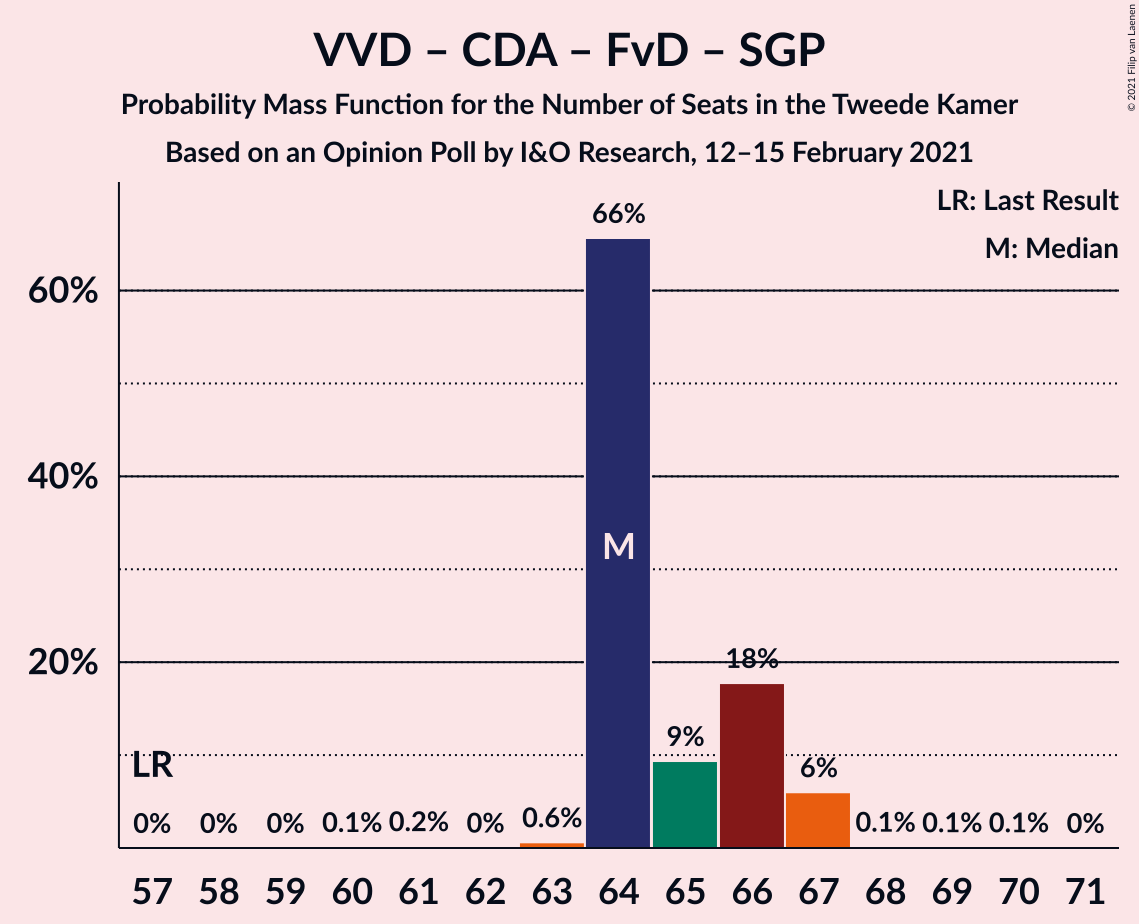 VVD – CDA – FvD – SGP
Probability Mass Function for the Number of Seats in the Tweede Kamer
Based on an Opinion Poll by I&O Research, 12–15 February 2021
© 2021 Filip van Laenen
LR: Last Result
M: Median
60%
40%
20%
66%
M
18%
9%
6%
LR
0% 0% 0% 0.1% 0.2% 0% 0.6% 0.1% 0.1% 0.1% 0%
57 58 59 60 61 62 63 64 65 66 67 68 69 70 71